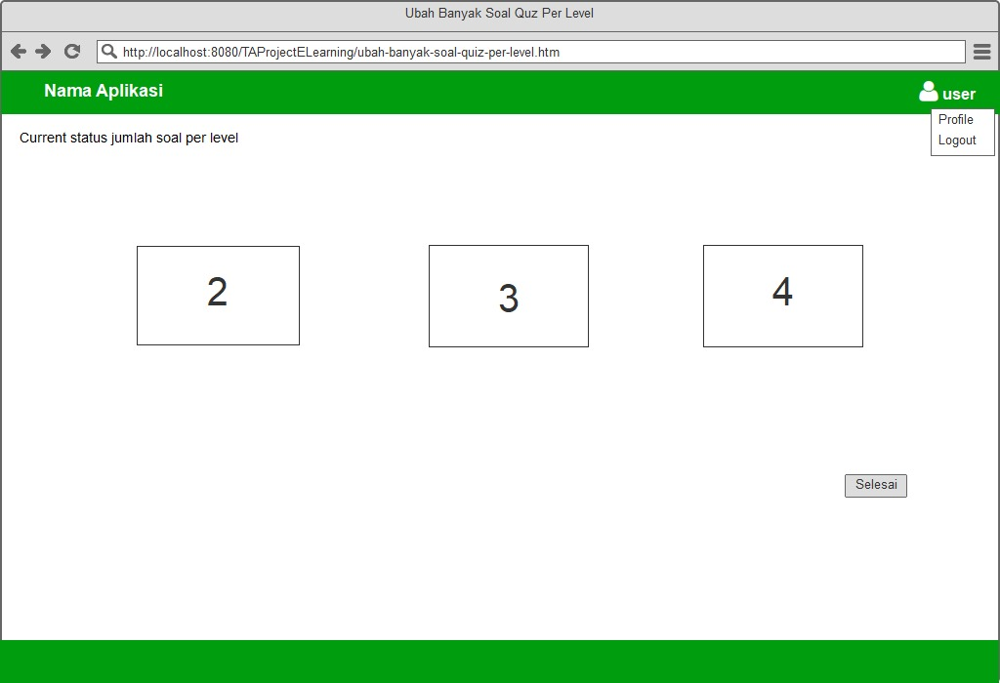 Ubah Banyak Soal Quz Per Level
http://localhost:8080/TAProjectELearning/ubah-banyak-soal-quiz-per-level.htm
Nama Aplikasi
user
Profile
Logout
Current status jumlah soal per level
2
3
4
Selesai